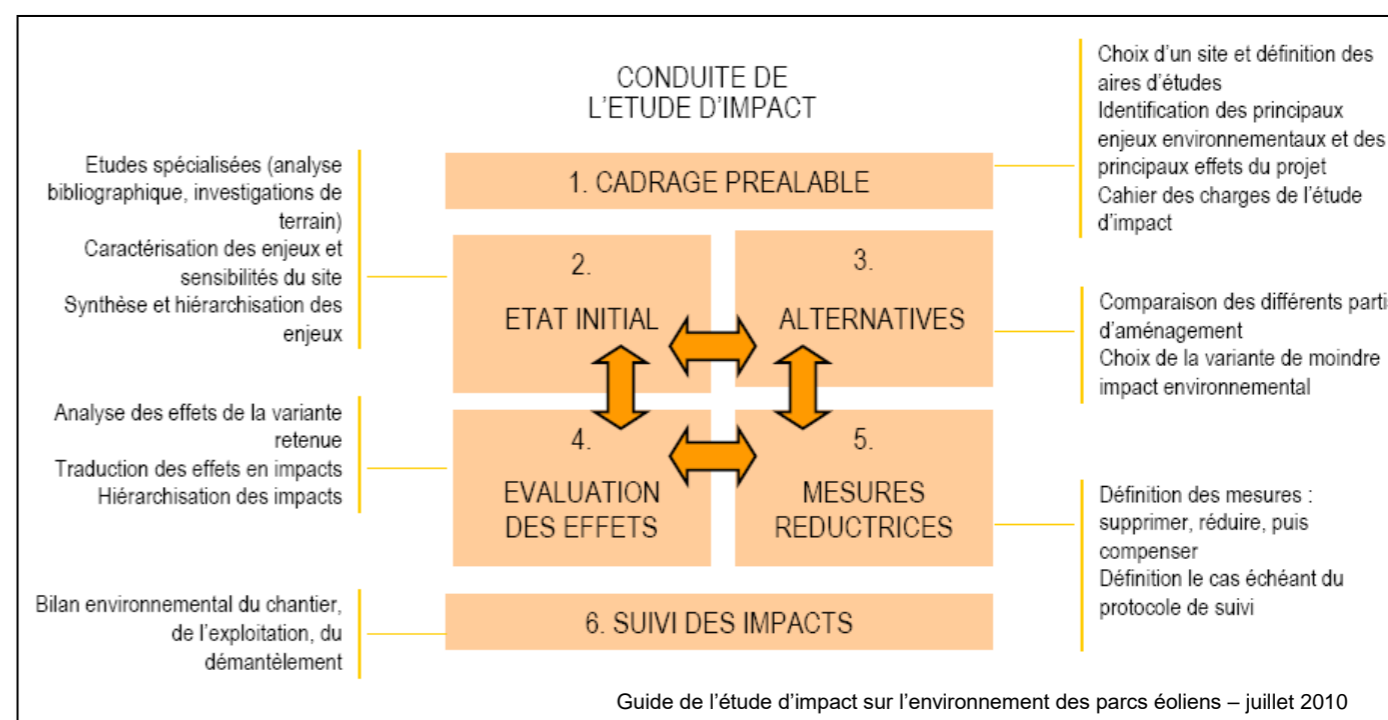 CONDUITE DE
L'ETUDE D'IMPACT
1. CADRAGE PREALABLE
Choix d'un site et définition des
aires d'études
Identification des principaux
enjeux environnementaux et des
principaux effets du projet
Cahier des charges de l'étude
d'impact
Etudes spécialisées (analyse
bibliographique, investigations de
terrain)
Caractérisation des enjeux et
sensibilités du site
Synthèse et hiérarchisation des
enjeux
2.
ETAT INITIAL
3.
ALTERNATIVES
Comparaison des différents parti
d'aménagement
Choix de la variante de moindre
impact environnemental
Analyse des effets de la variante
retenue
Traduction des effets en impacts
Hiérarchisation des impacts
4.
EVALUATION
DES EFFETS
5.
MESURES
REDUCTRICES
Définition des mesures :
supprimer, réduire, puis
compenser
Définition le cas échéant du
protocole de suivi
Bilan environnemental du chantier,
de l'exploitation, du
démantèlement
6. SUIVI DES IMPACTS
Guide de l'étude d'impact sur l'environnement des parcs éoliens – juillet 2010